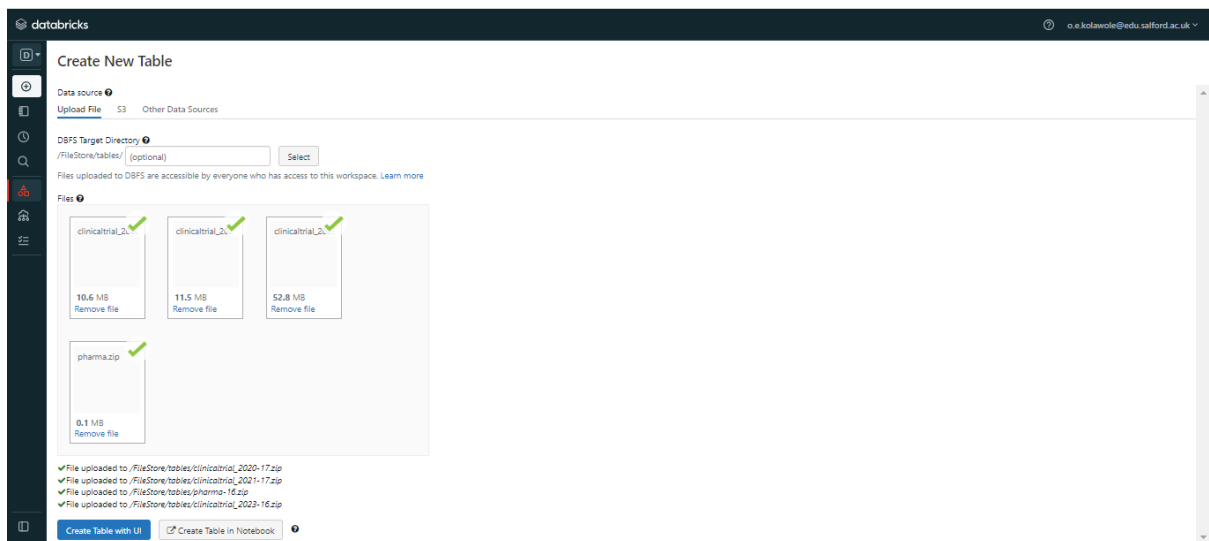 databricks
o.e.kolawole@edu.salford.ac.uk
D
Create New Table
Data source
Upload File S3 Other Data Sources
DBFS Target Directory
/FileStore/tables/ (optional) Select
Files uploaded to DBFS are accessible by everyone who has access to this workspace. Learn more
Files
clinicaltrial_20 clinicaltrial_20 clinicaltrial_20
10.6 MB 11.5 MB 52.8 MB
Remove file Remove file Remove file
pharma.zip
0.1 MB
Remove file
File uploaded to /FileStore/tables/clinicaltrial_2020-17.zip
File uploaded to /FileStore/tables/clinicaltrial_2021-17.zip
File uploaded to /FileStore/tables/pharma-16.zip
File uploaded to /FileStore/tables/clinicaltrial_2023-16.zip
Create Table with UI Create Table in Notebook